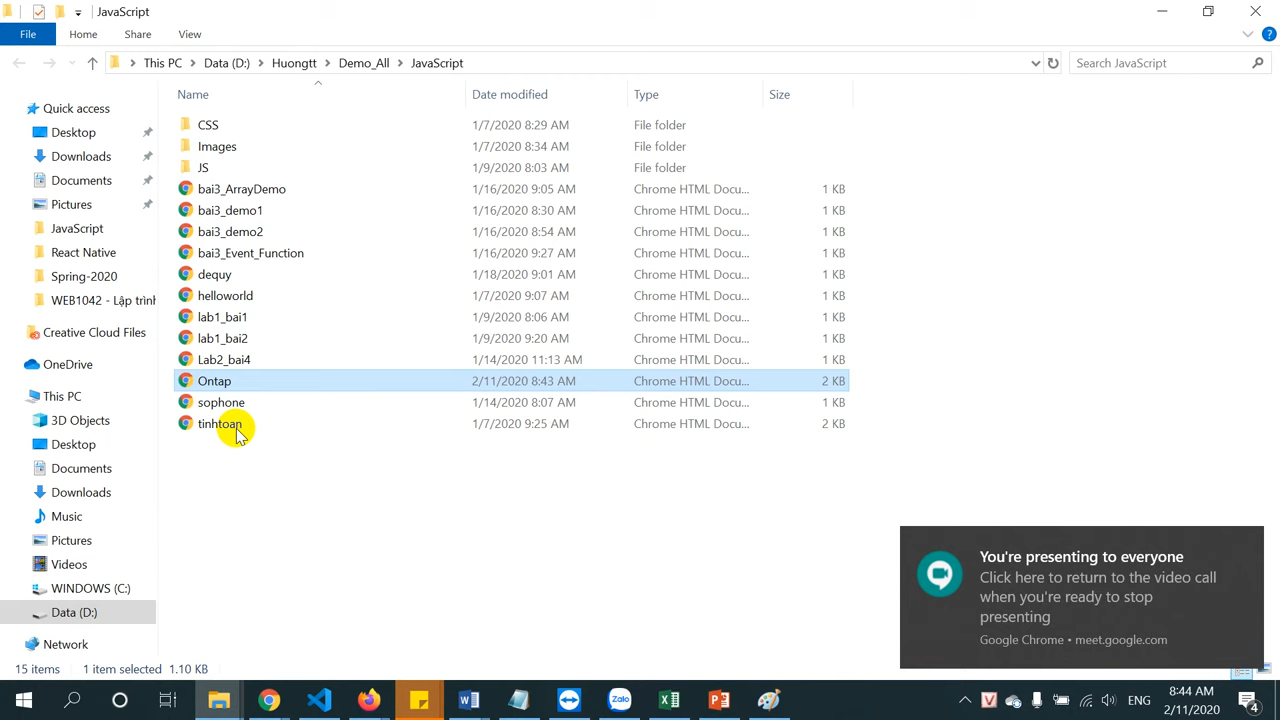 JavaScript
File Home Share View
This PC Data (D:) Huongtt Demo_All JavaScript Search JavaScript
Name Date modified Type Size
CSS 1/7/2020 8:29 AM File folder
Images 1/7/2020 8:34 AM File folder
JS 1/9/2020 8:03 AM File folder
bai3_ArrayDemo 1/16/2020 9:05 AM Chrome HTML Docu... 1 KB
bai3_demo1 1/16/2020 8:30 AM Chrome HTML Docu... 1 KB
bai3_demo2 1/16/2020 8:54 AM Chrome HTML Docu... 1 KB
bai3_Event_Function 1/16/2020 9:27 AM Chrome HTML Docu... 1 KB
dequy 1/18/2020 9:01 AM Chrome HTML Docu... 1 KB
helloworld 1/7/2020 9:07 AM Chrome HTML Docu... 1 KB
lab1_bai1 1/9/2020 8:06 AM Chrome HTML Docu... 1 KB
lab1_bai2 1/9/2020 9:20 AM Chrome HTML Docu... 1 KB
Lab2_bai4 1/14/2020 11:13 AM Chrome HTML Docu... 1 KB
Ontap 2/11/2020 8:43 AM Chrome HTML Docu... 2 KB
sophone 1/14/2020 8:07 AM Chrome HTML Docu... 1 KB
tinhtoan 1/7/2020 9:25 AM Chrome HTML Docu... 2 KB
Quick access
Desktop
Downloads
Documents
Pictures
JavaScript
React Native
Spring-2020
WEB1042 - Lập trình
Creative Cloud Files
OneDrive
This PC
3D Objects
Desktop
Documents
Downloads
Music
Pictures
Videos
WINDOWS (C:)
Data (D:)
Network
You're presenting to everyone
Click here to return to the video call
when you're ready to stop
presenting
Google Chrome • meet.google.com
15 items 1 item selected 1.10 KB
Zalo
ENG
8:44 AM
2/11/2020
4